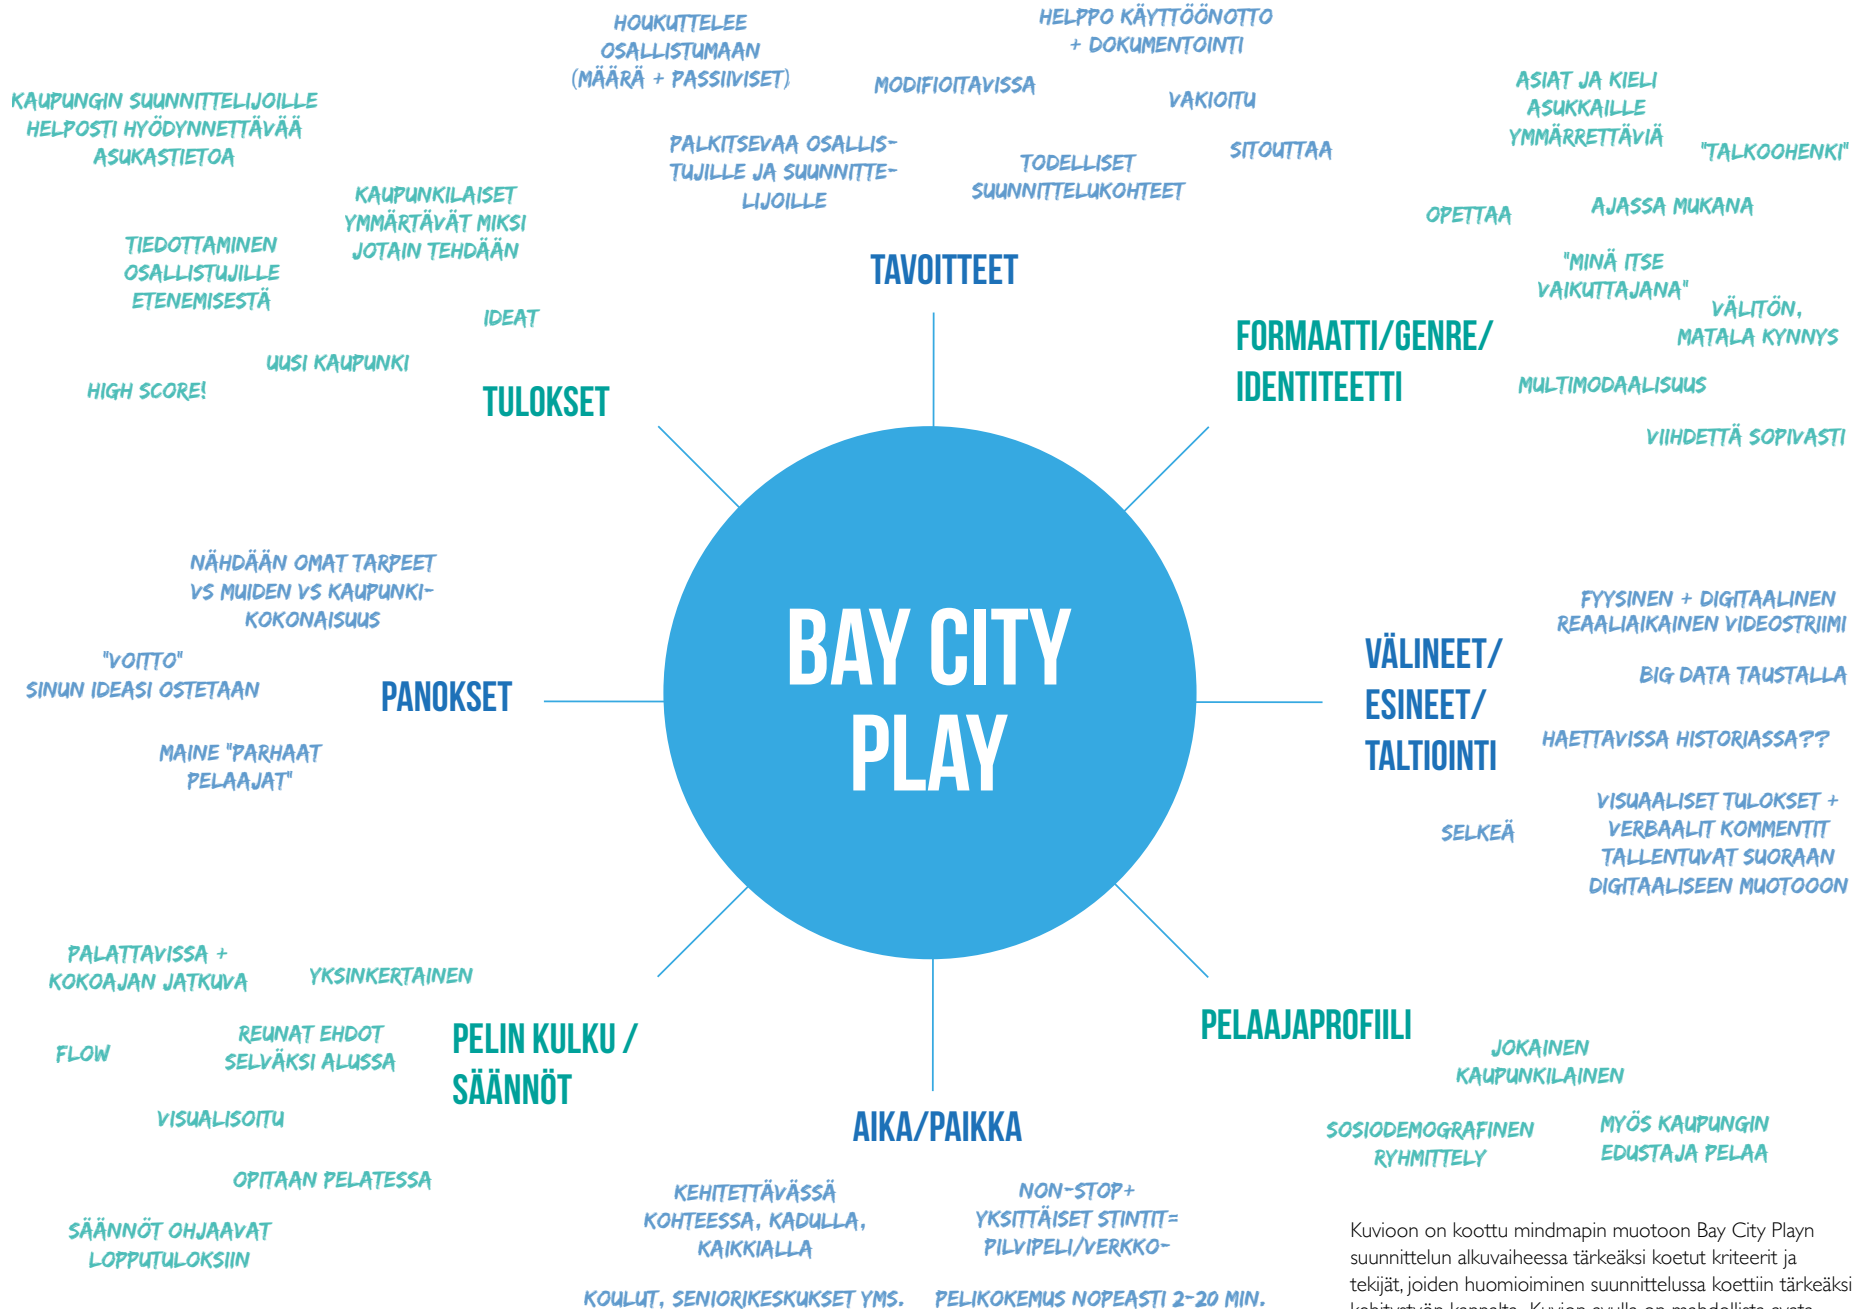 HOUKUTTELEE
OSALLISTUMAAN
(MÄÄRÄ + PASSIIVISET)
HELPPO KÄYTTÖÖNOTTO
+ DOKUMENTOINTI
MODIFIOITAVISSA
VAKIOITU
PALKITSEVAA OSALLIS-
TUJILLE JA SUUNNITTE-
LIJOILLE
TODELLISET
SUUNNITTELUKOHTEET
SITOUTTAA
TAVOITTEET
KAUPUNGIN SUUNNITTELIJOILLE
HELPOSTI HYÖDYNNETTÄVÄÄ
ASUKASTIETOA
KAUPUNKILAISET
YMMÄRTÄVÄT MIKSI
JOTAIN TEHDÄÄN
TIEDOTTAMINEN
OSALLISTUJILLE
ETENEMISESTÄ
IDEAT
UUSI KAUPUNKI
HIGH SCORE!
TULOKSET
ASIAT JA KIELI
ASUKKAILLE
YMMÄRRETTÄVIÄ
"TALKOOHENKI"
OPETTAA
AJASSA MUKANA
"MINÄ ITSE
VAIKUTTAJANA"
VÄLITÖN,
MATALA KYNNYS
FORMAATTI/GENRE/
IDENTITEETTI
MULTIMODAALISUUS
VIIHDETTÄ SOPIVASTI
NÄHDÄÄN OMAT TARPEET
VS MUIDEN VS KAUPUNKI-
KOKONAISUUS
"VOITTO"
SINUN IDEASI OSTETAAN
MAINE "PARHAAT
PELAAJAT"
PANOKSET
BAY CITY
PLAY
VÄLINEET/
ESINEET/
TALTIOINTI
FYYSINEN + DIGITAALINEN
REAALIAIKAINEN VIDEOSTRIIMI
BIG DATA TAUSTALLA
HAETTAVISSA HISTORIASSA??
SELKEÄ
VISUAALISET TULOKSET +
VERBAALIT KOMMENTIT
TALLENTUVAT SUORAAN
DIGITAALISEEN MUOTOOON
PALATTAVISSA +
KOKOAJAN JATKUVA
YKSINKERTAINEN
FLOW
REUNAT EHDOT
SELVÄKSI ALUSSA
PELIN KULKU /
SÄÄNNÖT
VISUALISOITU
OPITAAN PELATESSA
SÄÄNNÖT OHJAAVAT
LOPPUTULOKSIIN
AIKA/PAIKKA
KEHITETTÄVÄSSÄ
KOHTEESSA, KADULLA,
KAIKKIALLA
NON-STOP+
YKSITTÄISET STINTIT=
PILVIPELI/VERKKO-
KOULUT, SENIORIKESKUKSET YMS.
PELIKOKEMUS NOPEASTI 2-20 MIN.
PELAAJAPROFIILI
JOKAINEN
KAUPUNKILAINEN
SOSIODEMOGRAFINEN
RYHMITTELY
MYÖS KAUPUNGIN
EDUSTAJA PELAA
Kuvioon on koottu mindmapin muotoon Bay City Playn
suunnittelun alkuvaiheessa tärkeäksi koetut kriteerit ja
tekijät, joiden huomioiminen suunnittelussa koettiin tärkeäksi